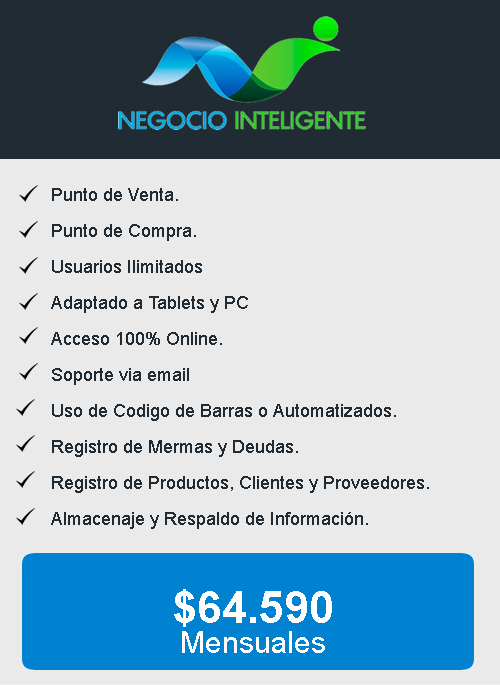 NEGOCIO INTELIGENTE
Punto de Venta.
Punto de Compra.
Usuarios Ilimitados
Adaptado a Tablets y PC
Acceso 100% Online.
Soporte via email
Uso de Codigo de Barras o Automatizados.
Registro de Mermas y Deudas.
Registro de Productos, Clientes y Proveedores.
Almacenaje y Respaldo de Información.
$64.590
Mensuales